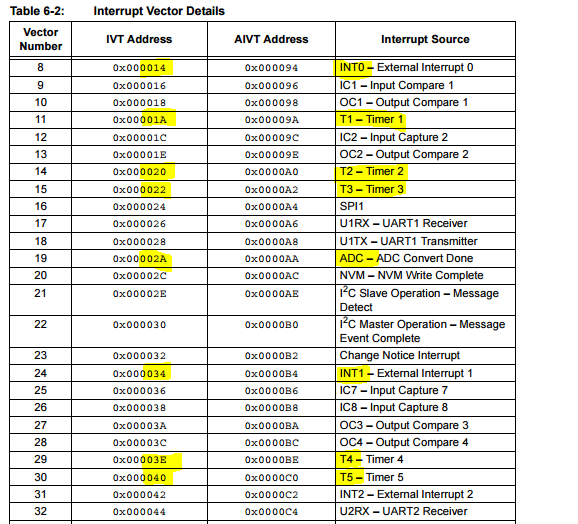 Table 6-2: Interrupt Vector Details
Vector Number IVT Address AIVT Address Interrupt Source
8 0x000014 0x000094 INT0 – External Interrupt 0
9 0x000016 0x000096 IC1 – Input Compare 1
10 0x000018 0x000098 OC1 – Output Compare 1
11 0x00001A 0x00009A T1 – Timer 1
12 0x00001C 0x00009C IC2 – Input Capture 2
13 0x00001E 0x00009E OC2 – Output Compare 2
14 0x000020 0x0000A0 T2 – Timer 2
15 0x000022 0x0000A2 T3 – Timer 3
16 0x000024 0x0000A4 SPI1
17 0x000026 0x0000A6 U1RX – UART1 Receiver
18 0x000028 0x0000A8 U1TX – UART1 Transmitter
19 0x00002A 0x0000AA ADC – ADC Convert Done
20 0x00002C 0x0000AC NVM – NVM Write Complete
21 0x00002E 0x0000AE I²C Slave Operation – Message
Detect
22 0x000030 0x0000B0 I²C Master Operation – Message
Event Complete
23 0x000032 0x0000B2 Change Notice Interrupt
24 0x000034 0x0000B4 INT1 – External Interrupt 1
25 0x000036 0x0000B6 IC7 – Input Capture 7
26 0x000038 0x0000B8 IC8 – Input Capture 8
27 0x00003A 0x0000BA OC3 – Output Compare 3
28 0x00003C 0x0000BC OC4 – Output Compare 4
29 0x00003E 0x0000BE T4 – Timer 4
30 0x000040 0x0000C0 T5 – Timer 5
31 0x000042 0x0000C2 INT2 – External Interrupt 2
32 0x000044 0x0000C4 U2RX – UART2 Receiver